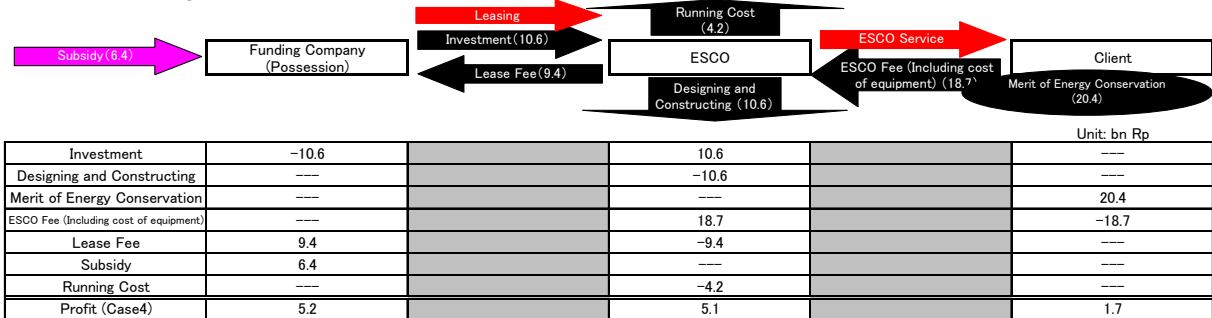 Leasing
Running Cost
(4.2)
Subsidy(6.4)
Funding Company
(Possession)
Investment(10.6)
Lease Fee(9.4)
ESCO
ESCO Service
ESCO Fee (Including cost
of equipment) (18.7)
Client
Designing and
Constructing (10.6)
Merit of Energy Conservation
(20.4)
Unit: bn Rp
Investment -10.6 10.6 ---
Designing and Constructing --- -10.6 ---
Merit of Energy Conservation --- --- 20.4
ESCO Fee (Including cost of equipment) --- 18.7 -18.7
Lease Fee 9.4 -9.4 ---
Subsidy 6.4 --- ---
Running Cost --- -4.2 ---
Profit (Case4) 5.2 5.1 1.7